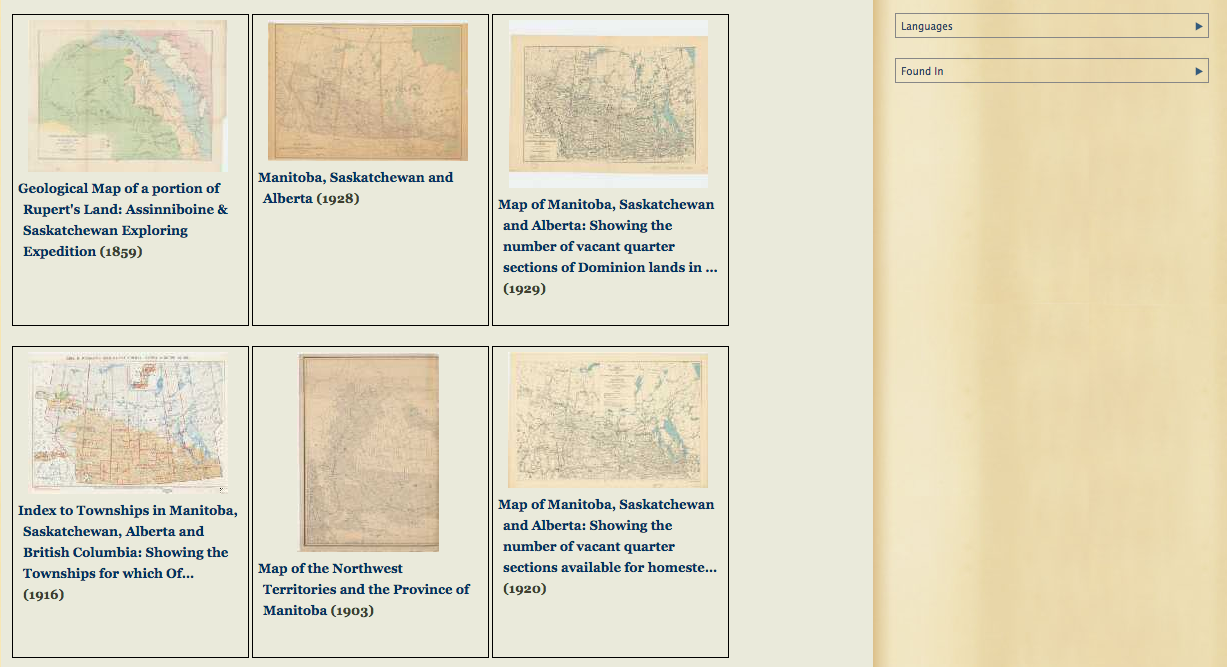 Geological Map of a portion of
Rupert's Land: Assinniboine &
Saskatchewan Exploring
Expedition (1859)
Manitoba, Saskatchewan and
Alberta (1928)
Map of Manitoba, Saskatchewan
and Alberta: Showing the
number of vacant quarter
sections of Dominion lands in ...
(1929)
Index to Townships in Manitoba,
Saskatchewan, Alberta and
British Columbia: Showing the
Townships for which Of...
(1916)
Map of the Northwest
Territories and the Province of
Manitoba (1903)
Map of Manitoba, Saskatchewan
and Alberta: Showing the
number of vacant quarter
sections available for homeste...
(1920)
Languages
Found In